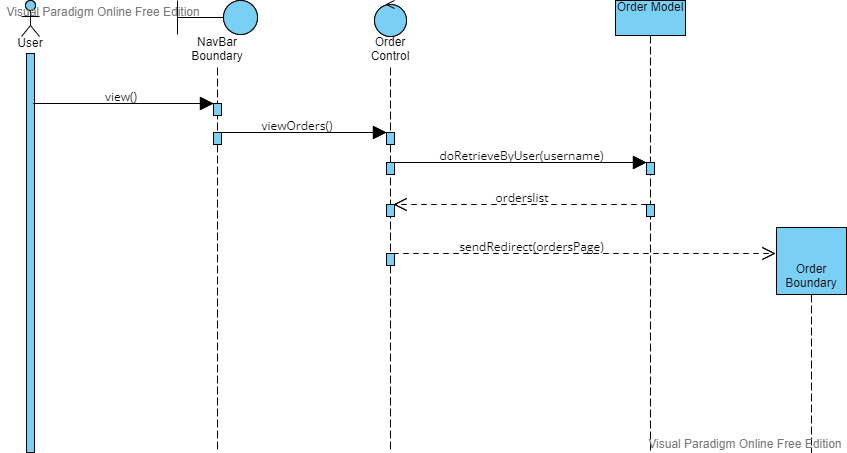 Visual Paradigm Online Free Edition
User
NavBar
Boundary
Order
Control
Order Model
view()
viewOrders()
doRetrieveByUser(username)
orderslist
sendRedirect(ordersPage)
Order
Boundary
Visual Paradigm Online Free Edition